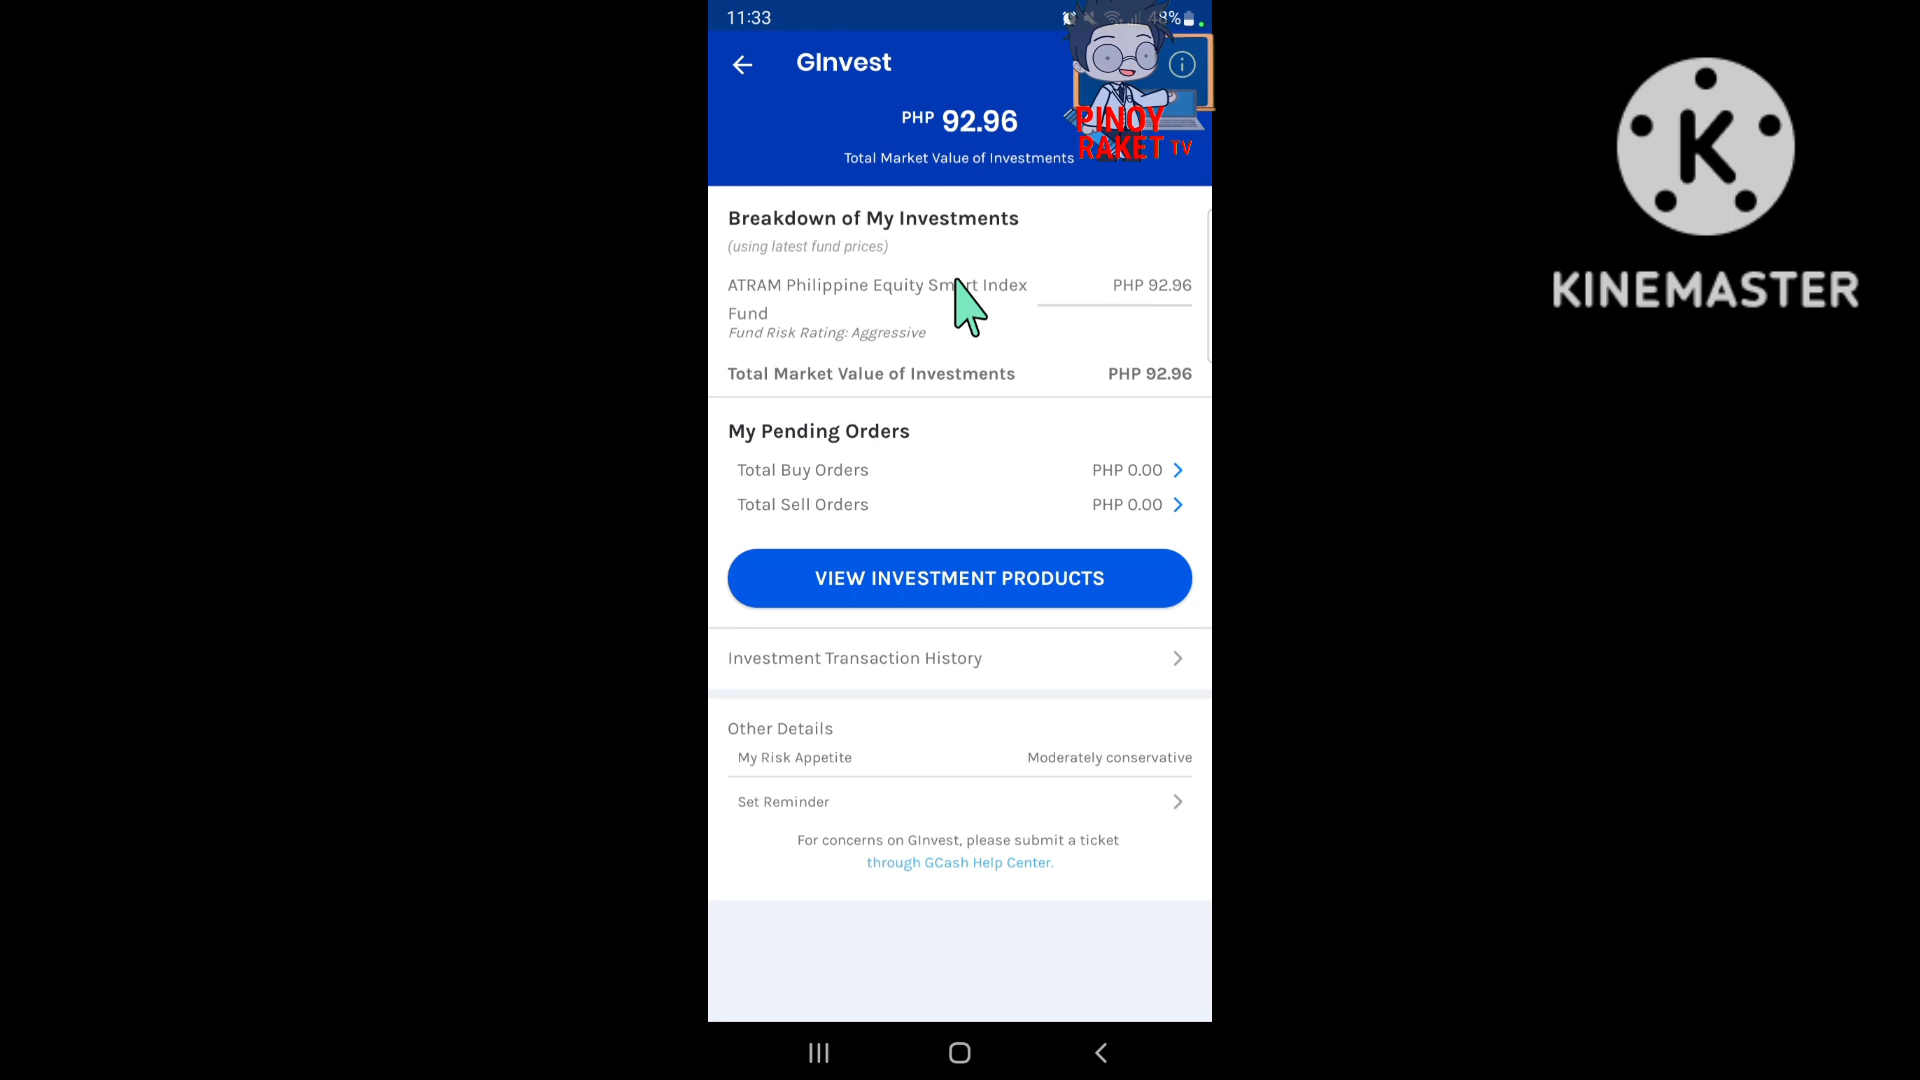 11:33
48%
GInvest
PHP 92.96
Total Market Value of Investments
PINOY
RAKET TV
Breakdown of My Investments
(using latest fund prices)
ATRAM Philippine Equity Smart Index PHP 92.96
Fund
Fund Risk Rating: Aggressive
Total Market Value of Investments PHP 92.96
My Pending Orders
Total Buy Orders PHP 0.00
Total Sell Orders PHP 0.00
VIEW INVESTMENT PRODUCTS
Investment Transaction History
Other Details
My Risk Appetite Moderately conservative
Set Reminder
For concerns on GInvest, please submit a ticket
through GCash Help Center.
K
KINEMASTER